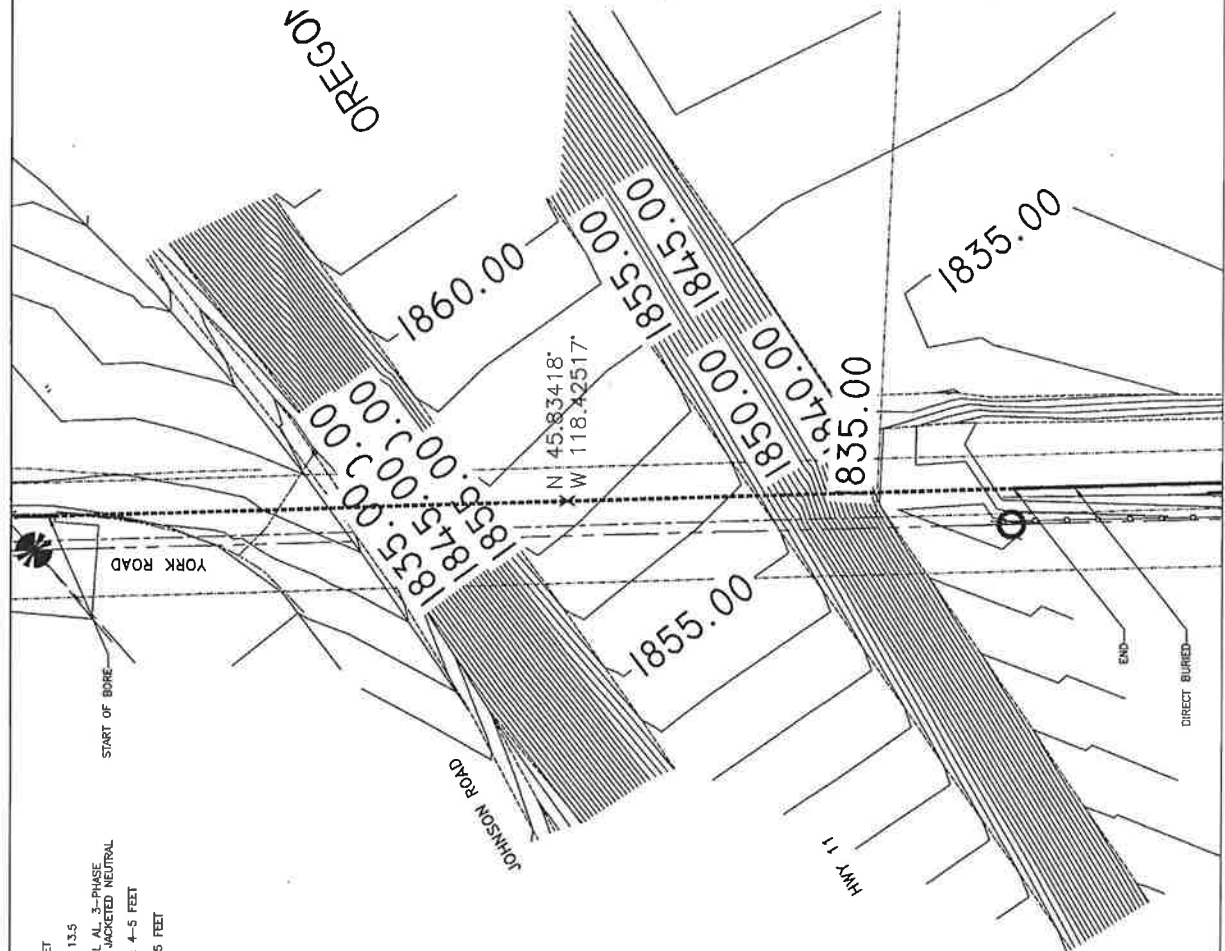 OREGON
1860.00
1855.00
1845.00
1850.00
1840.00
835.00
1835.00
1835.00
1845.00
1855.00
N 45.83418°
W 118.42517°
1855.00
YORK ROAD
START OF BORE
JOHNSON ROAD
HWY 11
END
DIRECT BURIED
13.5
AL, 3-PHASE
JACKETED NEUTRAL
4-5 FEET
5 FEET